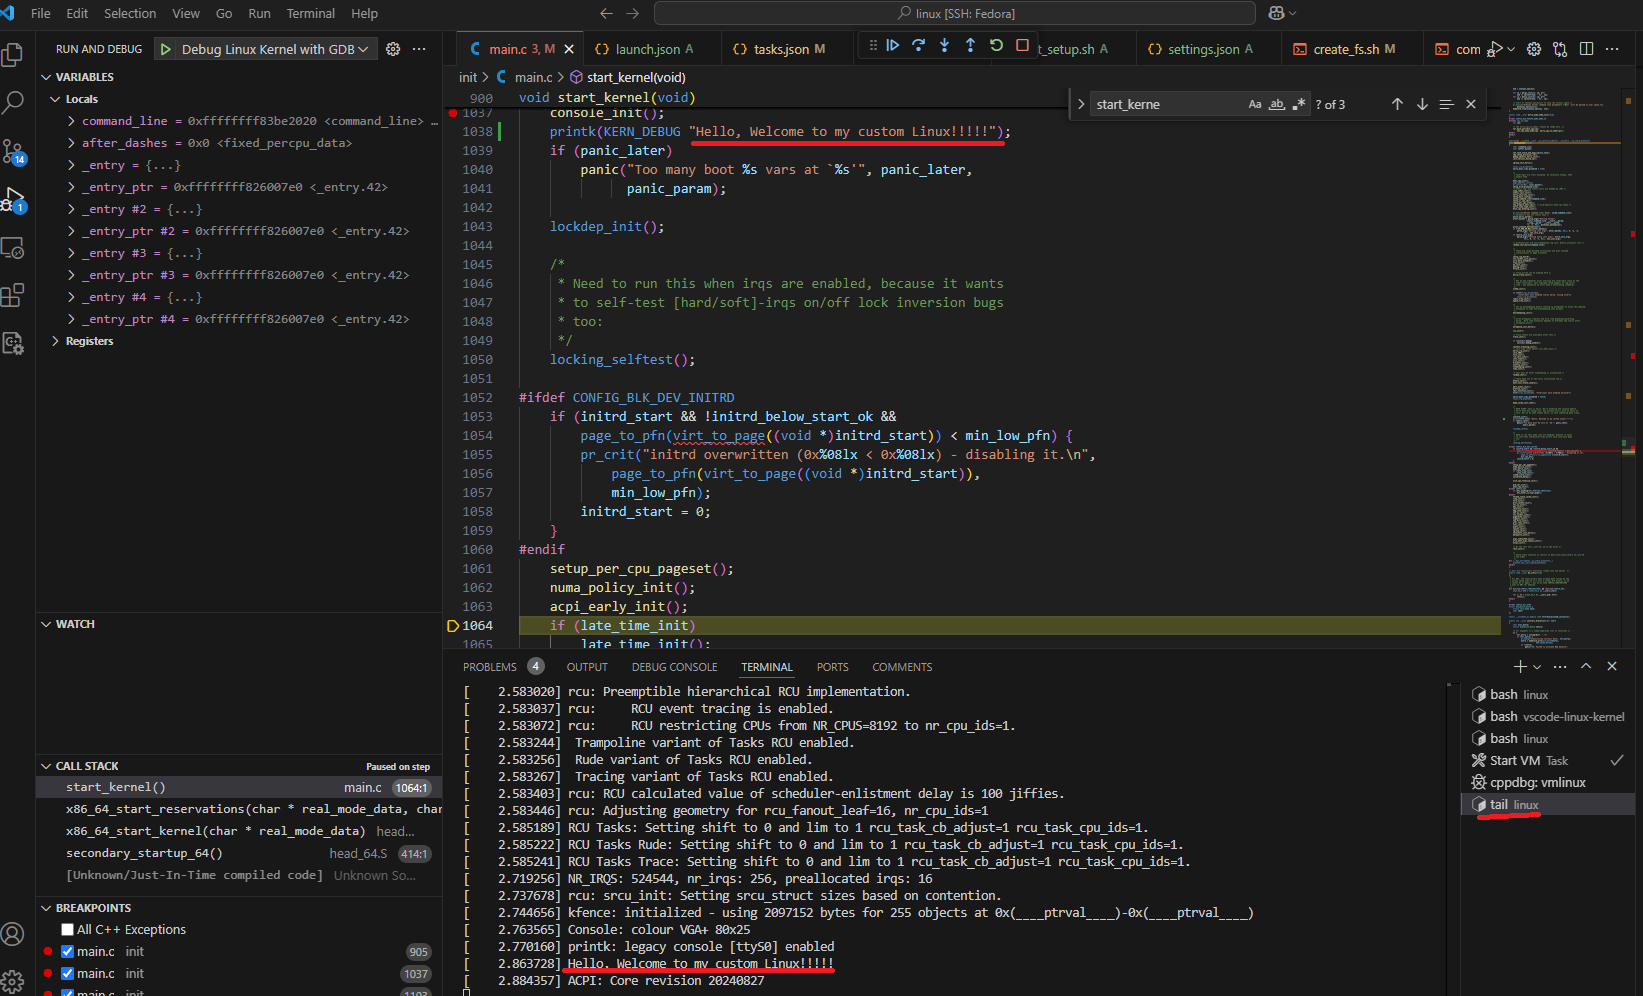 File Edit Selection View Go Run Terminal Help
linux [SSH: Fedora]
RUN AND DEBUG Debug Linux Kernel with GDB
main.c 3, M launch.json A tasks.json M t_setup.sh A settings.json A create_fs.sh M com
init > C main.c > start_kernel(void)
start_kerne Aa ab .* ? of 3
VARIABLES
Locals
command_line = 0xffffffff83be2020 <command_line> …
after_dashes = 0x0 <fixed_percpu_data>
_entry = {...}
_entry_ptr = 0xffffffff826007e0 <_entry.42>
_entry #2 = {...}
_entry_ptr #2 = 0xffffffff826007e0 <_entry.42>
_entry #3 = {...}
_entry_ptr #3 = 0xffffffff826007e0 <_entry.42>
_entry #4 = {...}
_entry_ptr #4 = 0xffffffff826007e0 <_entry.42>
Registers
14
1
WATCH
CALL STACK Paused on step
start_kernel() main.c 1064:1
x86_64_start_reservations(char * real_mode_data, char
x86_64_start_kernel(char * real_mode_data) head...
secondary_startup_64() head_64.S 414:1
[Unknown/Just-In-Time compiled code] Unknown So...
BREAKPOINTS
All C++ Exceptions
main.c init 905
main.c init 1037
main.c init 1103
900 void start_kernel(void)
1037 console_init();
1038 printk(KERN_DEBUG "Hello, Welcome to my custom Linux!!!!!");
1039 if (panic_later)
1040 panic("Too many boot %s vars at `%s'", panic_later,
1041 panic_param);
1042
1043 lockdep_init();
1044
1045 /*
1046 * Need to run this when irqs are enabled, because it wants
1047 * to self-test [hard/soft]-irqs on/off lock inversion bugs
1048 * too:
1049 */
1050 locking_selftest();
1051
1052 #ifdef CONFIG_BLK_DEV_INITRD
1053 if (initrd_start && !initrd_below_start_ok &&
1054 page_to_pfn(virt_to_page((void *)initrd_start)) < min_low_pfn) {
1055 pr_crit("initrd overwritten (0x%08lx < 0x%08lx) - disabling it.\n",
1056 page_to_pfn(virt_to_page((void *)initrd_start)),
1057 min_low_pfn);
1058 initrd_start = 0;
1059 }
1060 #endif
1061 setup_per_cpu_pageset();
1062 numa_policy_init();
1063 acpi_early_init();
1064 if (late_time_init)
1065 late_time_init();
PROBLEMS 4 OUTPUT DEBUG CONSOLE TERMINAL PORTS COMMENTS
[    2.583020] rcu: Preemptible hierarchical RCU implementation.
[    2.583037] rcu:     RCU event tracing is enabled.
[    2.583072] rcu:     RCU restricting CPUs from NR_CPUS=8192 to nr_cpu_ids=1.
[    2.583244]  Trampoline variant of Tasks RCU enabled.
[    2.583256]  Rude variant of Tasks RCU enabled.
[    2.583267]  Tracing variant of Tasks RCU enabled.
[    2.583403] rcu: RCU calculated value of scheduler-enlistment delay is 100 jiffies.
[    2.583446] rcu: Adjusting geometry for rcu_fanout_leaf=16, nr_cpu_ids=1
[    2.585189] RCU Tasks: Setting shift to 0 and lim to 1 rcu_task_cb_adjust=1 rcu_task_cpu_ids=1.
[    2.585222] RCU Tasks Rude: Setting shift to 0 and lim to 1 rcu_task_cb_adjust=1 rcu_task_cpu_ids=1.
[    2.585241] RCU Tasks Trace: Setting shift to 0 and lim to 1 rcu_task_cb_adjust=1 rcu_task_cpu_ids=1.
[    2.719256] NR_IRQS: 524544, nr_irqs: 256, preallocated irqs: 16
[    2.737678] rcu: srcu_init: Setting srcu_struct sizes based on contention.
[    2.744656] kfence: initialized - using 2097152 bytes for 255 objects at 0x(____ptrval____)-0x(____ptrval____)
[    2.763565] Console: colour VGA+ 80x25
[    2.770160] printk: legacy console [ttyS0] enabled
[    2.863728] Hello, Welcome to my custom Linux!!!!!
[    2.884357] ACPI: Core revision 20240827
[
bash linux
bash vscode-linux-kernel
bash linux
Start VM Task
cppdbg: vmlinux
tail linux